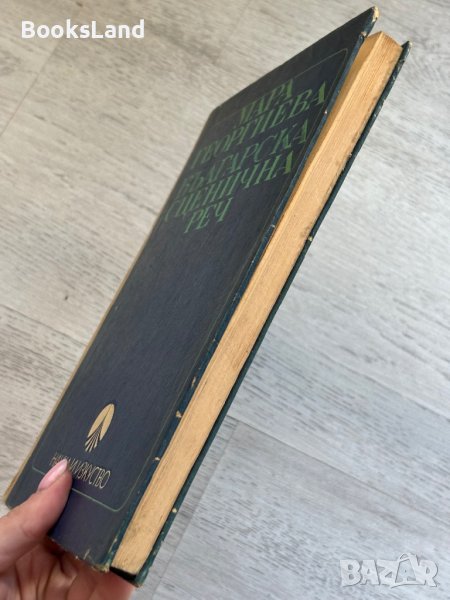 BooksLand
МАРА
ГЕОРГИЕВА
БЪЛГАРСКА
СЦЕНИЧНА
РЕЧ
НАУКА И ИЗКУСТВО
BAZAR